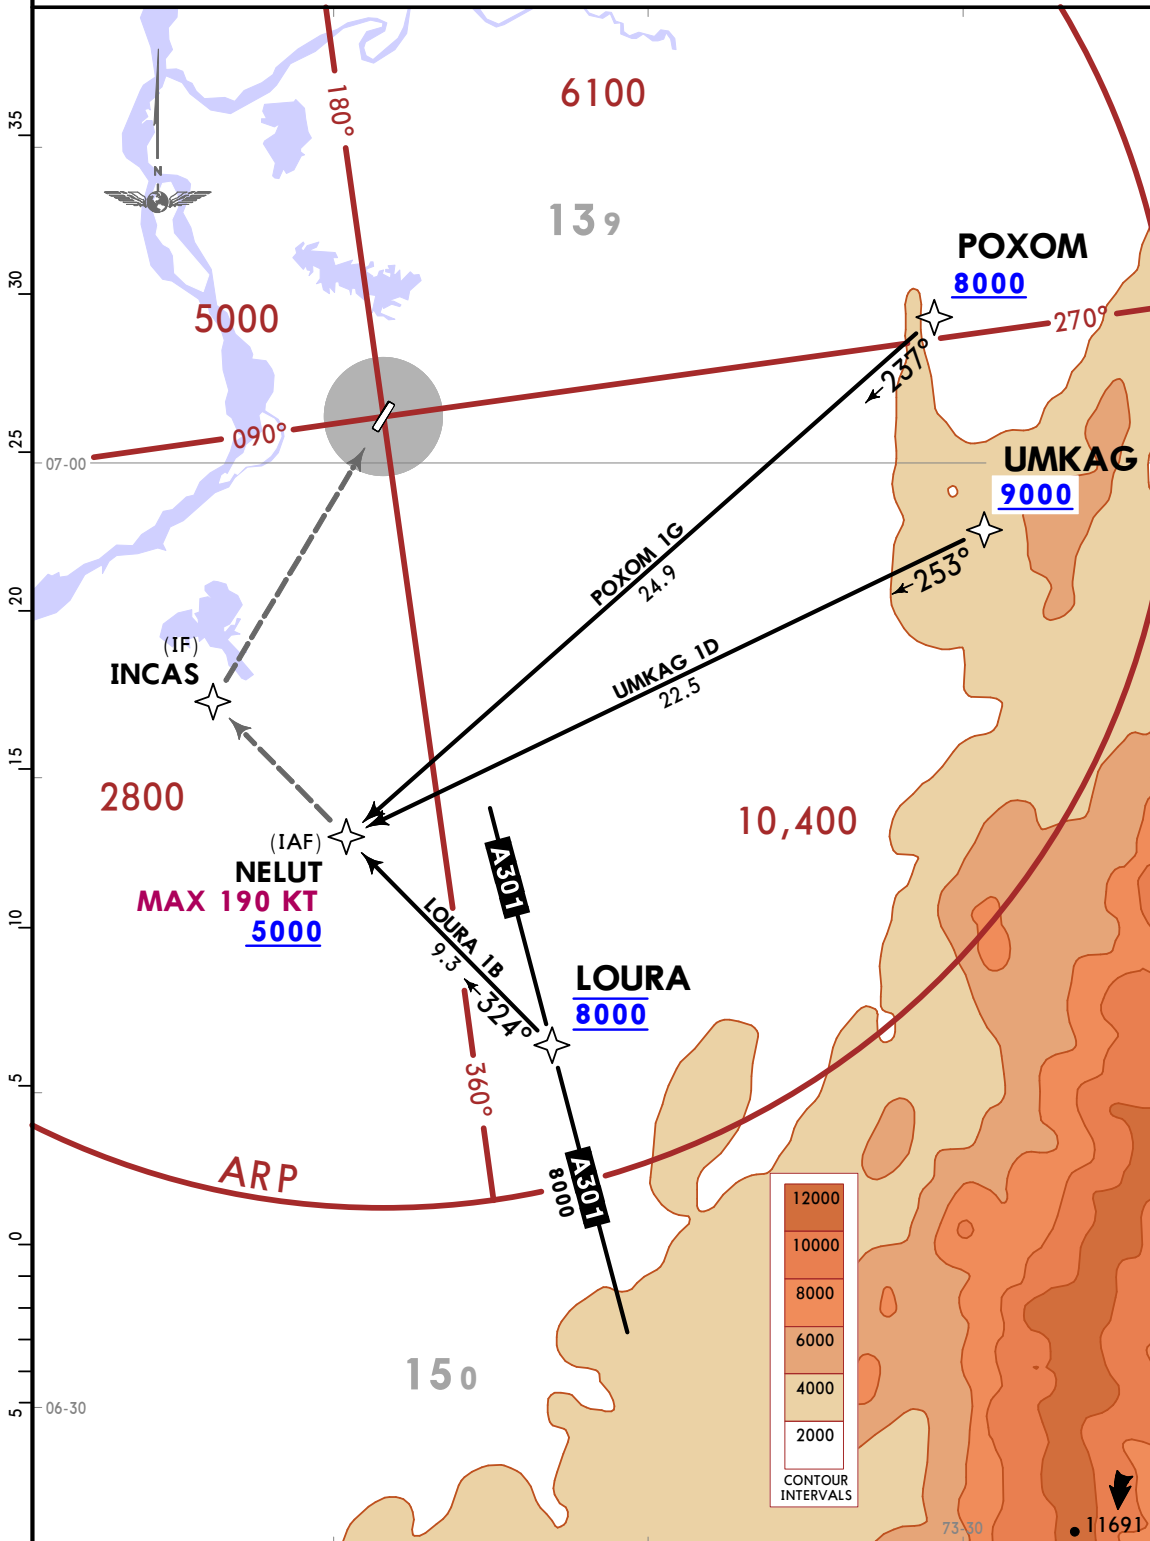 35
30
25
20
15
10
5
0
5
N
180°
6100
139
POXOM
8000
270°
237°
5000
090°
07-00
UMKAG
9000
253°
POXOM 1G
24.9
UMKAG 1D
22.5
(IF)
INCAS
2800
10,400
(IAF)
NELUT
MAX 190 KT
5000
A301
LOURA 1B
9.3
324°
LOURA
8000
360°
ARP
A301
8000
150
06-30
12000
10000
8000
6000
4000
2000
CONTOUR
INTERVALS
73-30
11691